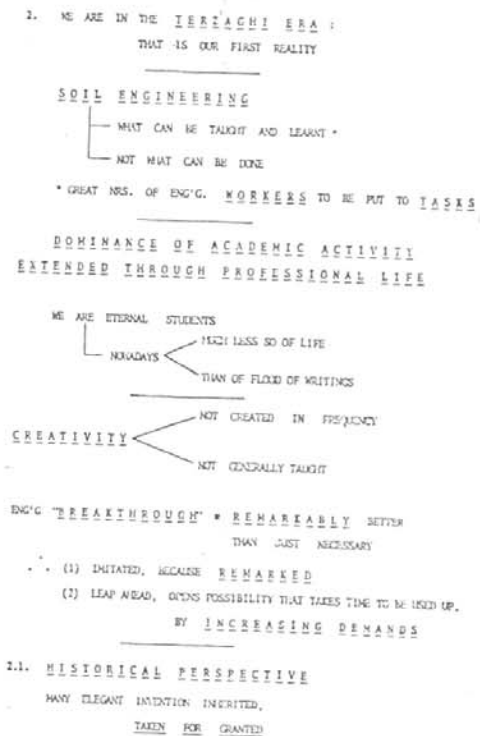 2. WE ARE IN THE TERZAGHI ERA :
THAT IS OUR FIRST REALITY
SOIL ENGINEERING
WHAT CAN BE TAUGHT AND LEARNT *
NOT WHAT CAN BE DONE
* GREAT NRS. OF ENG'G. WORKERS TO BE PUT TO TASKS
DOMINANCE OF ACADEMIC ACTIVITY
EXTENDED THROUGH PROFESSIONAL LIFE
WE ARE ETERNAL STUDENTS
NOWADAYS
MUCH LESS SO OF LIFE
THAN OF FLOOD OF WRITINGS
CREATIVITY
NOT CREATED IN FREQUENCY
NOT GENERALLY TAUGHT
ENG'G "BREAKTHROUGH" = REMARKABLY BETTER
THAN JUST NECESSARY
. . (1) IMITATED, BECAUSE REMARKED
(2) LEAP AHEAD, OPENS POSSIBILITY THAT TAKES TIME TO BE USED UP.
BY INCREASING DEMANDS
2.1. HISTORICAL PERSPECTIVE
MANY ELEGANT INVENTION INHERITED,
TAKEN FOR GRANTED